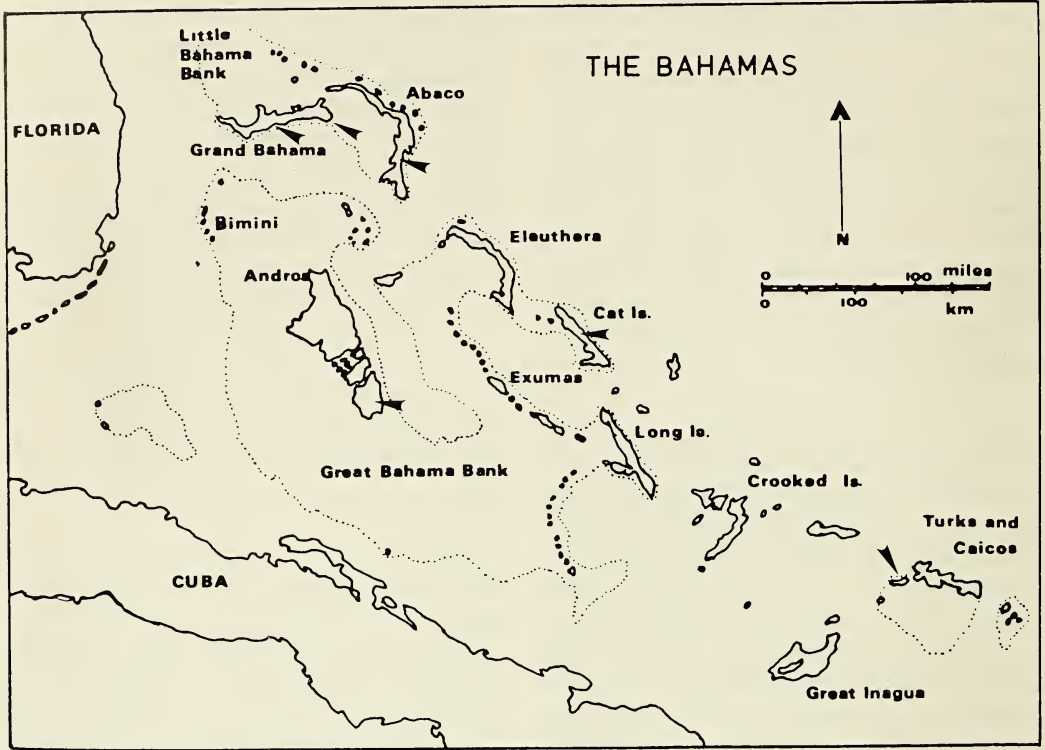 Little
Bahama
Bank
THE BAHAMAS
Abaco
FLORIDA
Grand Bahama
Bimini
Eleuthera
N
Andros
0 100 miles
0 100 km
Cat Is.
Exumas
Long Is.
Great Bahama Bank
Crooked Is.
Turks and
Caicos
CUBA
Great Inagua